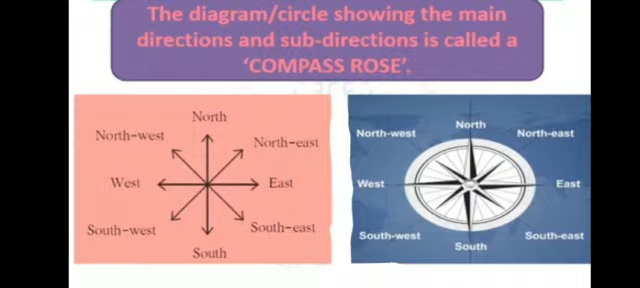 The diagram/circle showing the main
directions and sub-directions is called a
‘COMPASS ROSE’.
North
North-west
North-east
West
East
South-west
South-east
South
North
North-west
North-east
West
East
South-west
South-east
South